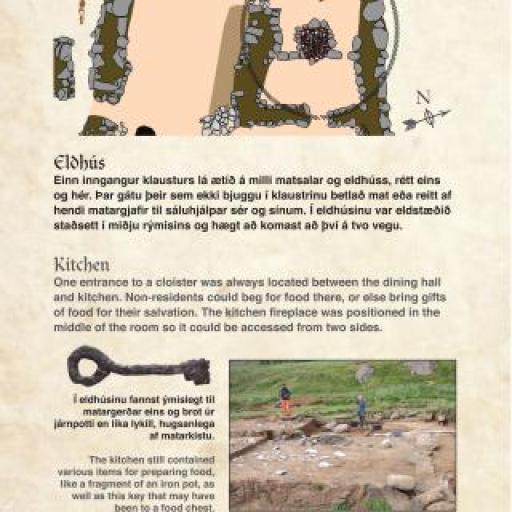 N
Eldhús
Einn inngangur klausturs lá ætíð á milli matsalar og eldhúss, rétt eins
og hér. Þar gátu þeir sem ekki bjuggu í klaustrinu betlað mat eða reitt af
hendi matargjafir til sáluhjálpar sér og sínum. Í eldhúsinu var eldstæðið
staðsett í miðju rýmisins og hægt að komast að því á tvo vegu.
Kitchen
One entrance to a cloister was always located between the dining hall
and kitchen. Non-residents could beg for food there, or else bring gifts
of food for their salvation. The kitchen fireplace was positioned in the
middle of the room so it could be accessed from two sides.
Í eldhúsinu fannst ýmislegt til
matargerðar eins og brot úr
járnpotti en líka lykill, hugsanlega
af matarkistu.
The kitchen still contained
various items for preparing food,
like a fragment of an iron pot, as
well as this key that may have
been to a food chest.